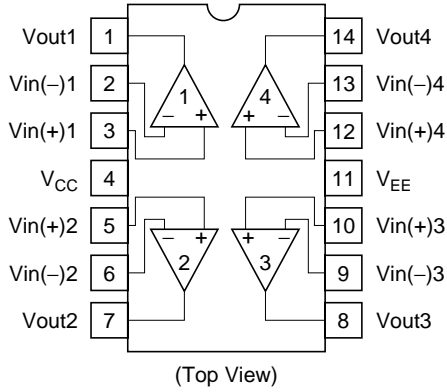 Vout1 1 14 Vout4
Vin(−)1 2 13 Vin(−)4
1 4
− + + −
Vin(+)1 3 12 Vin(+)4
VCC 4 11 VEE
Vin(+)2 5 10 Vin(+)3
− + + −
2 3
Vin(−)2 6 9 Vin(−)3
Vout2 7 8 Vout3
(Top View)